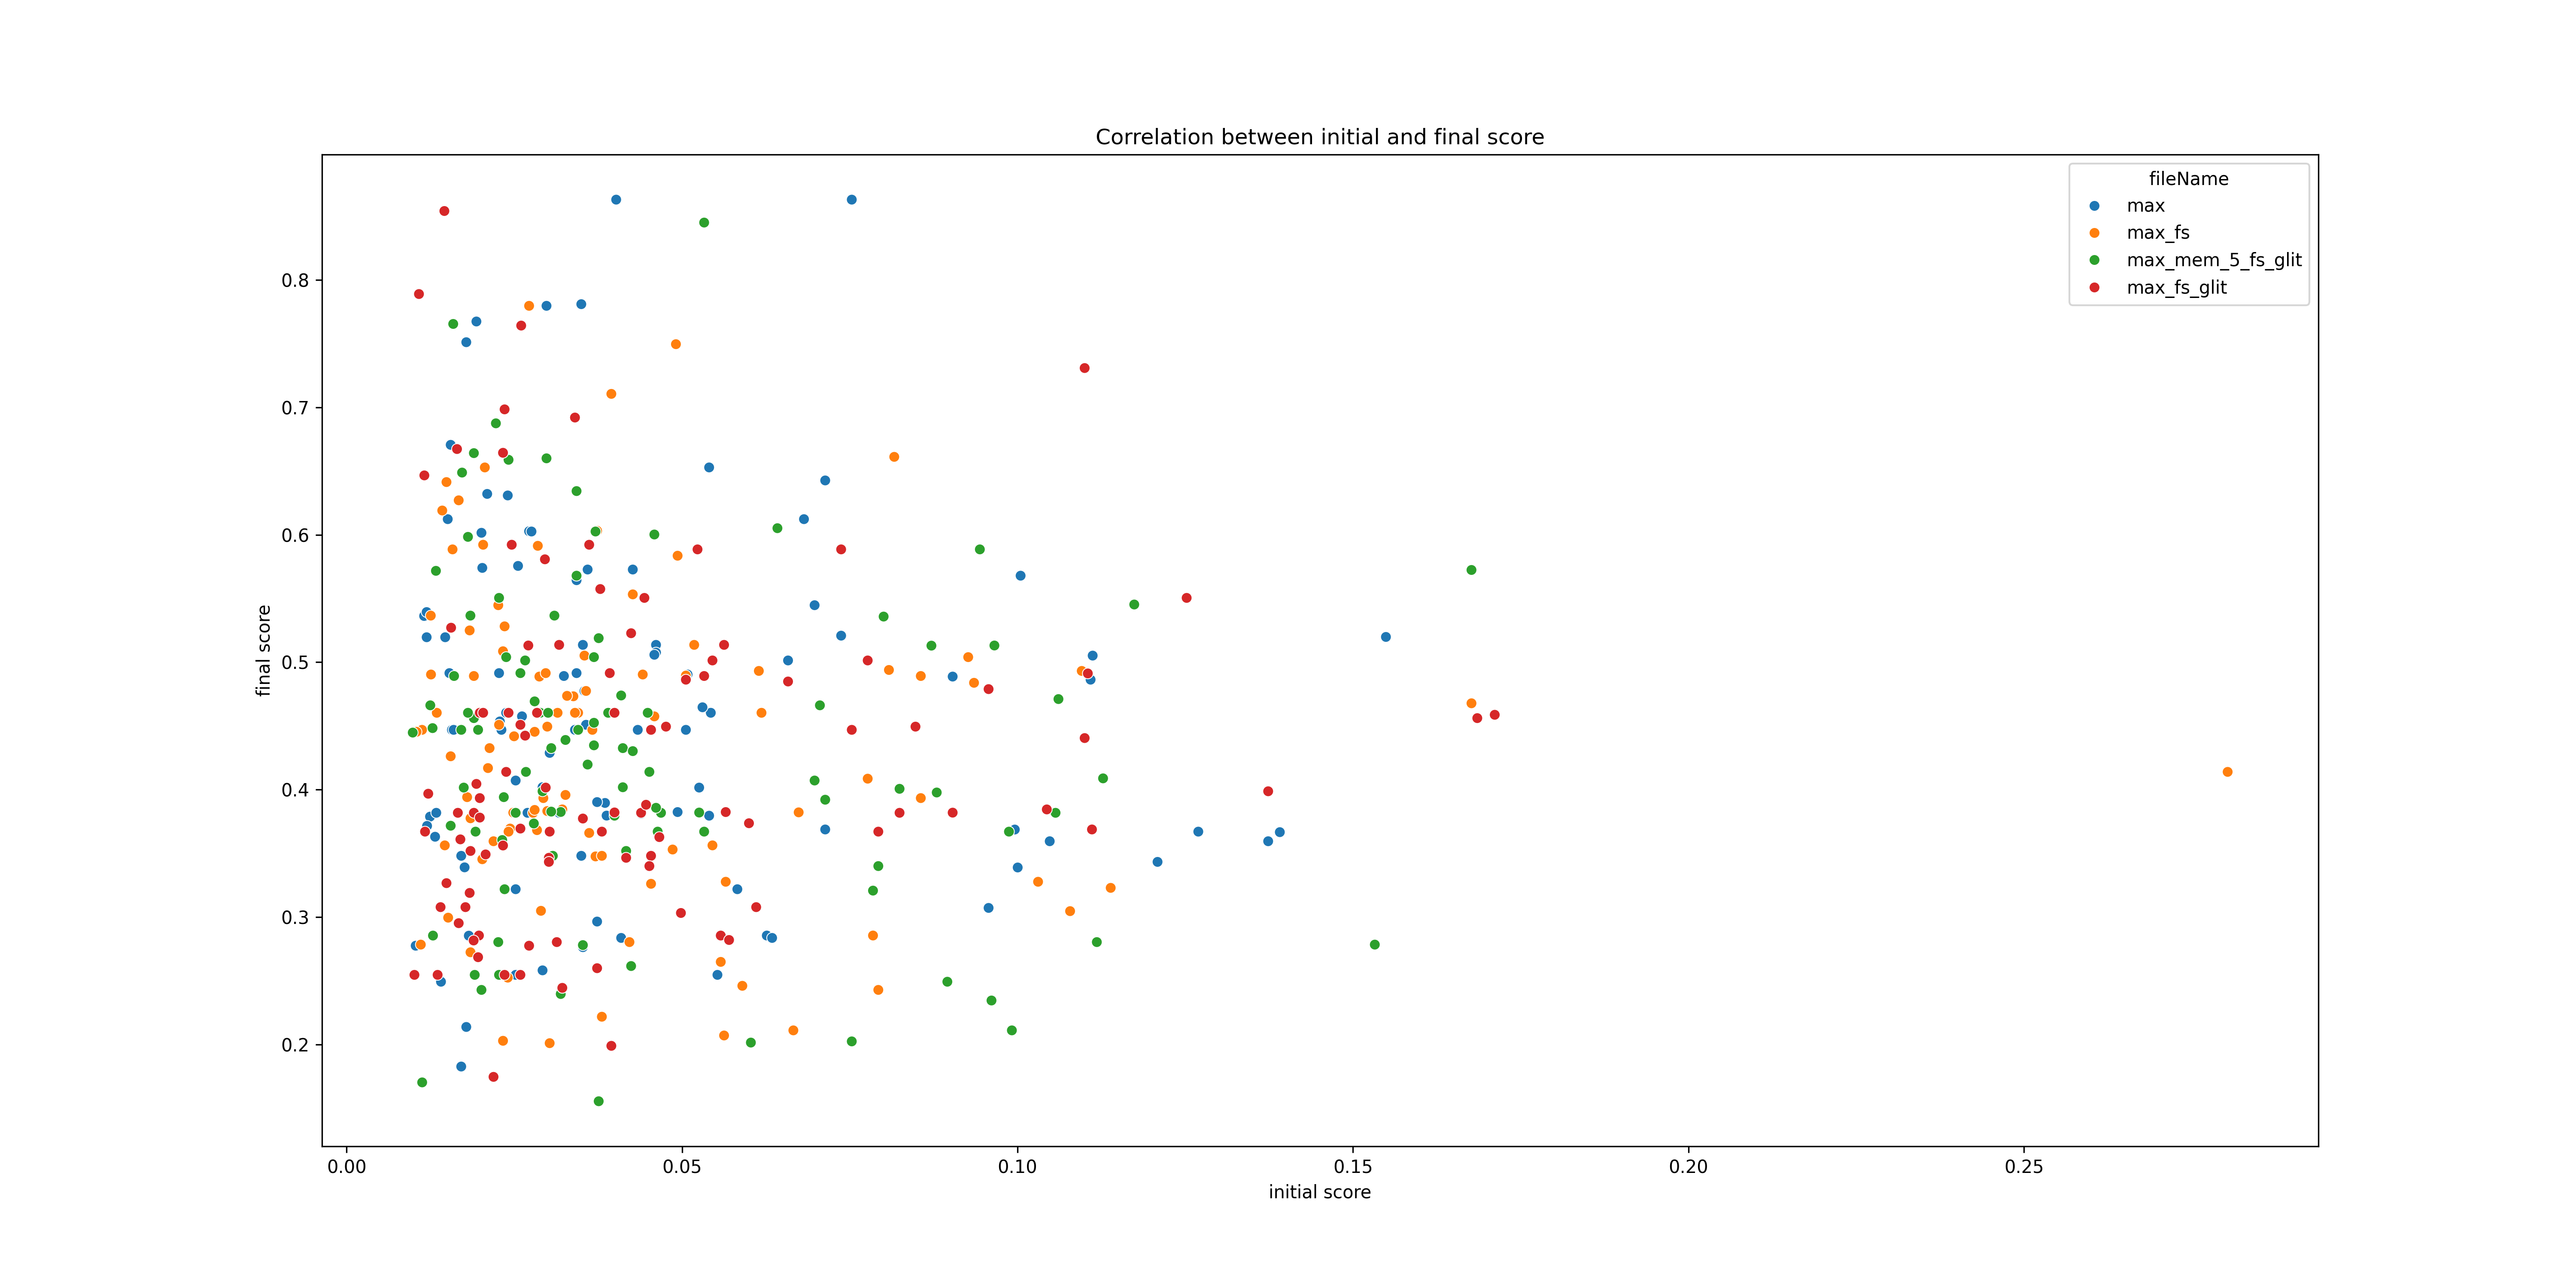 Correlation between initial and final score
fileName
max
max_fs
max_mem_5_fs_glit
max_fs_glit
0.8
0.7
0.6
0.5
0.4
0.3
0.2
final score
0.00 0.05 0.10 0.15 0.20 0.25
initial score